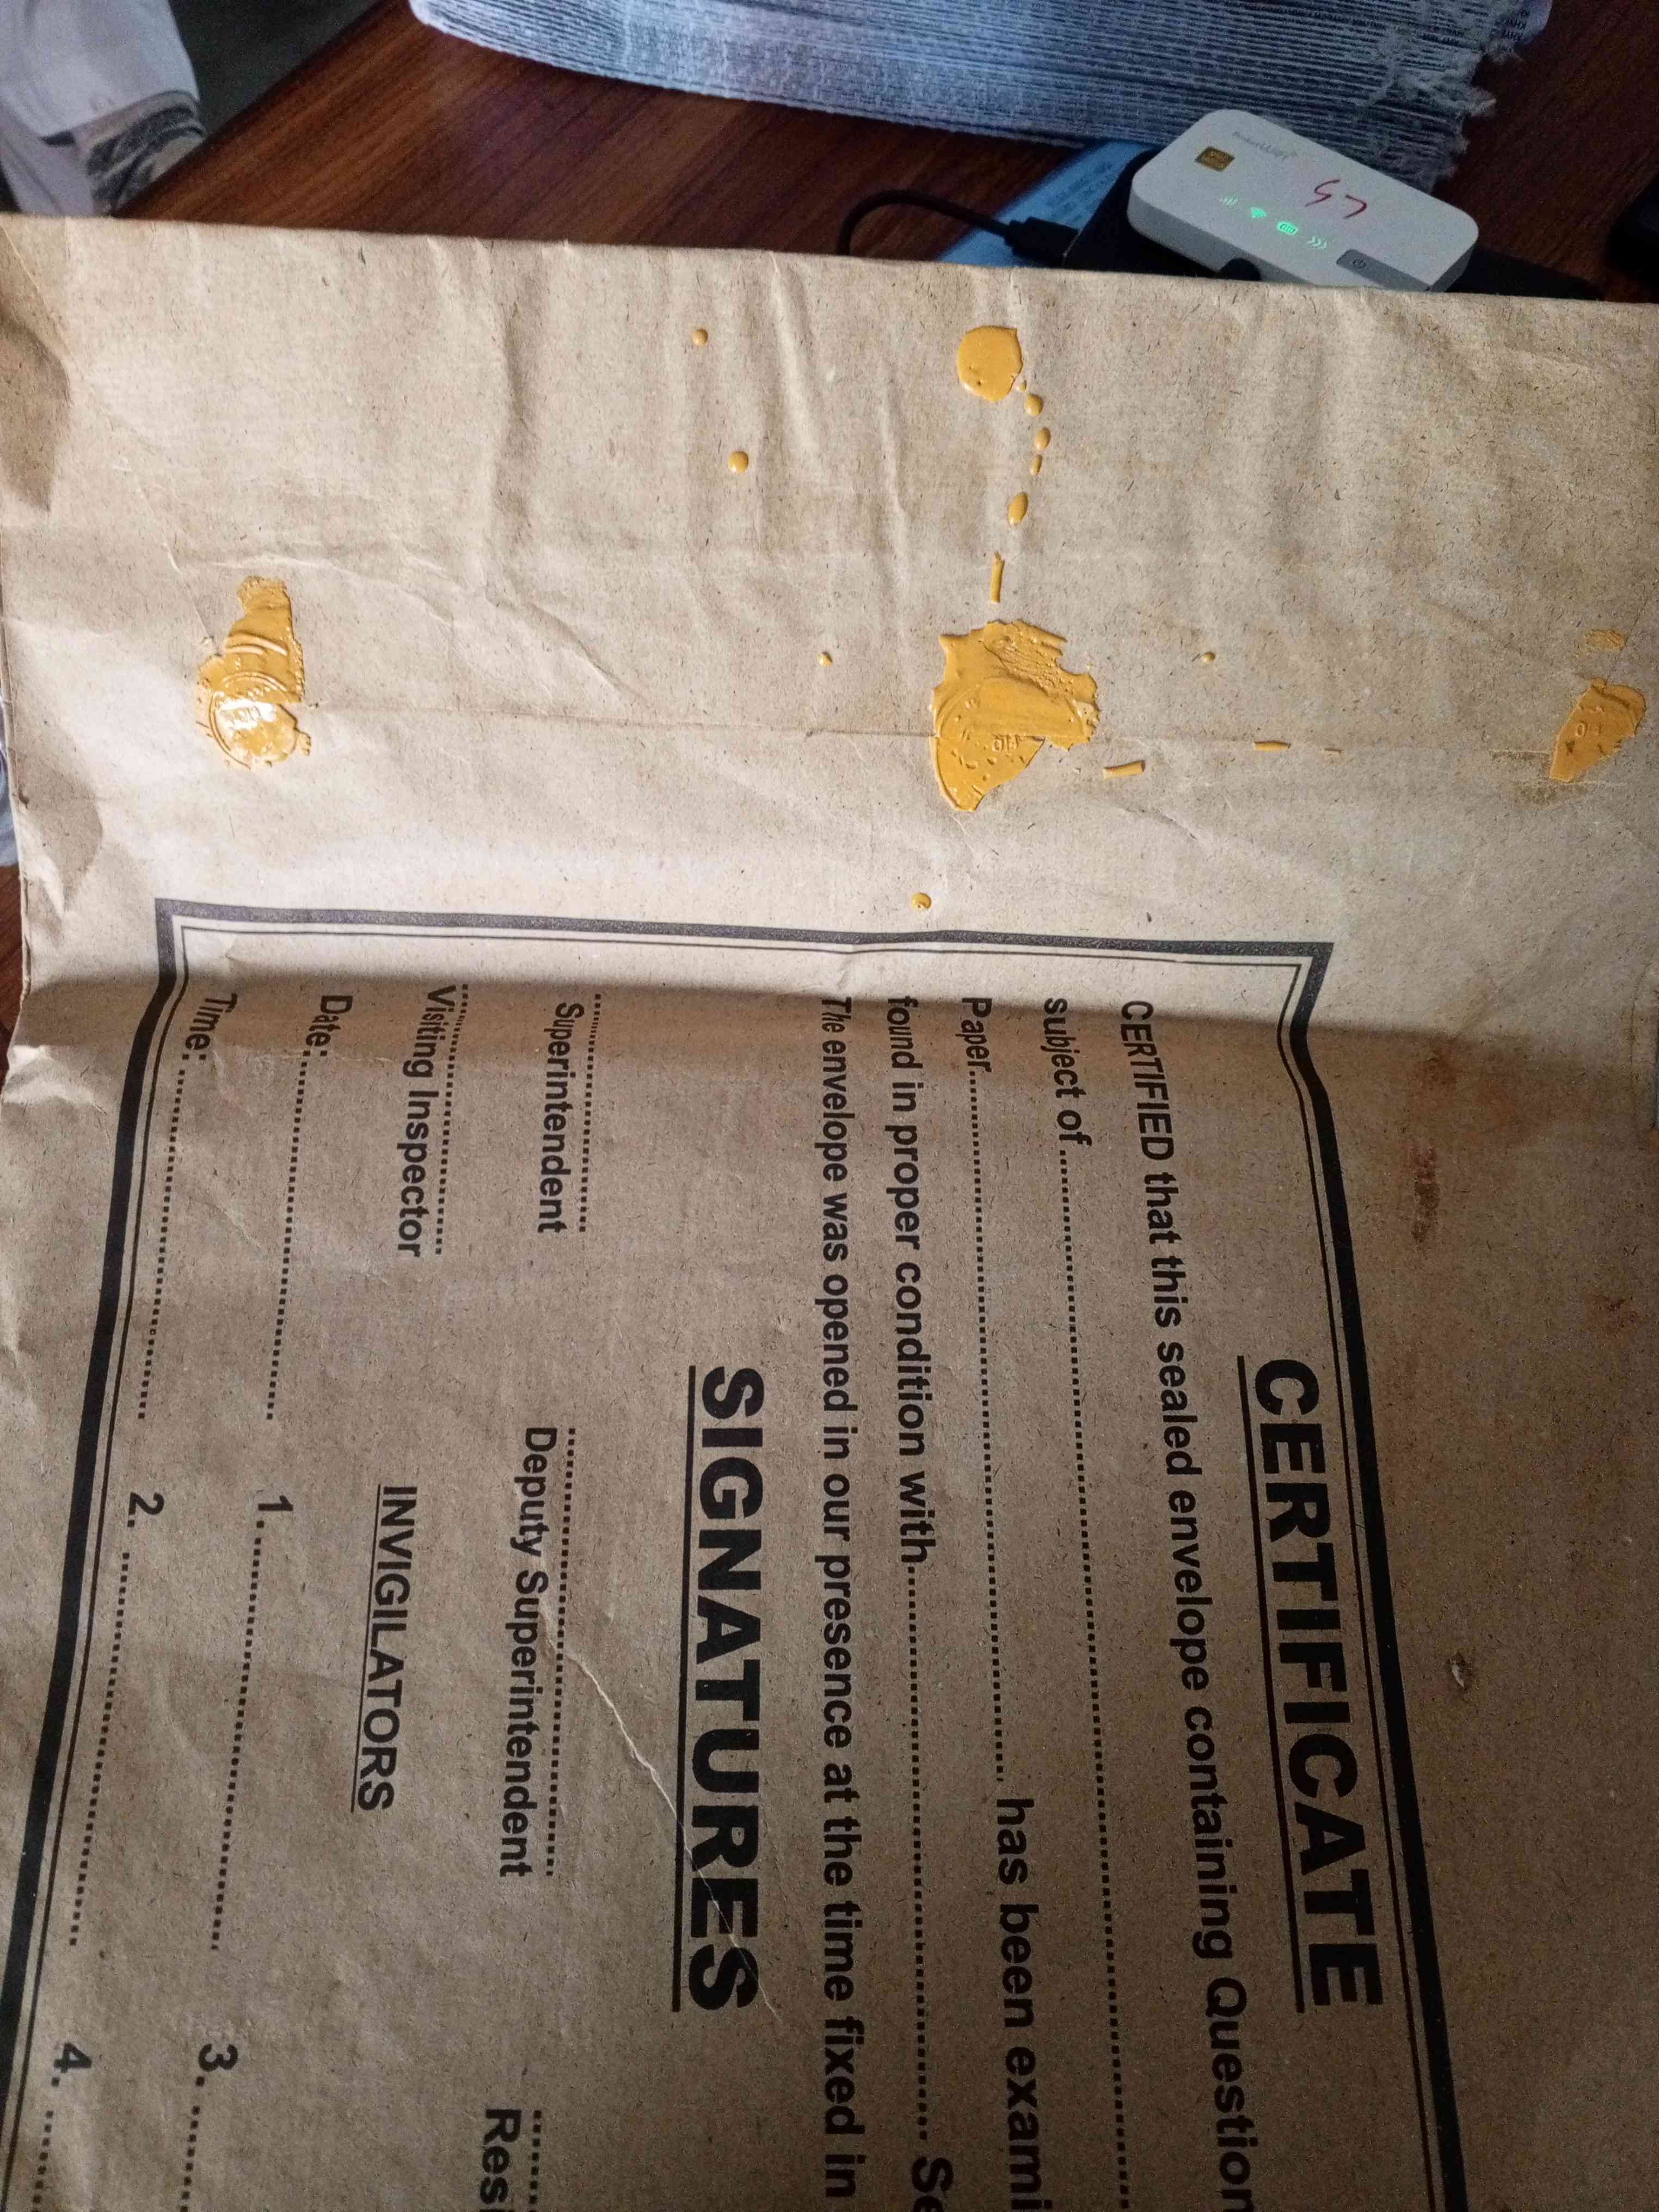 CERTIFICATE
CERTIFIED that this sealed envelope containing Question
subject of
Paper has been exami
found in proper condition with Se
The envelope was opened in our presence at the time fixed in
SIGNATURES
Superintendent Deputy Superintendent Resi
Visiting Inspector
INVIGILATORS
Date: 1. 3.
Time: 2. 4.